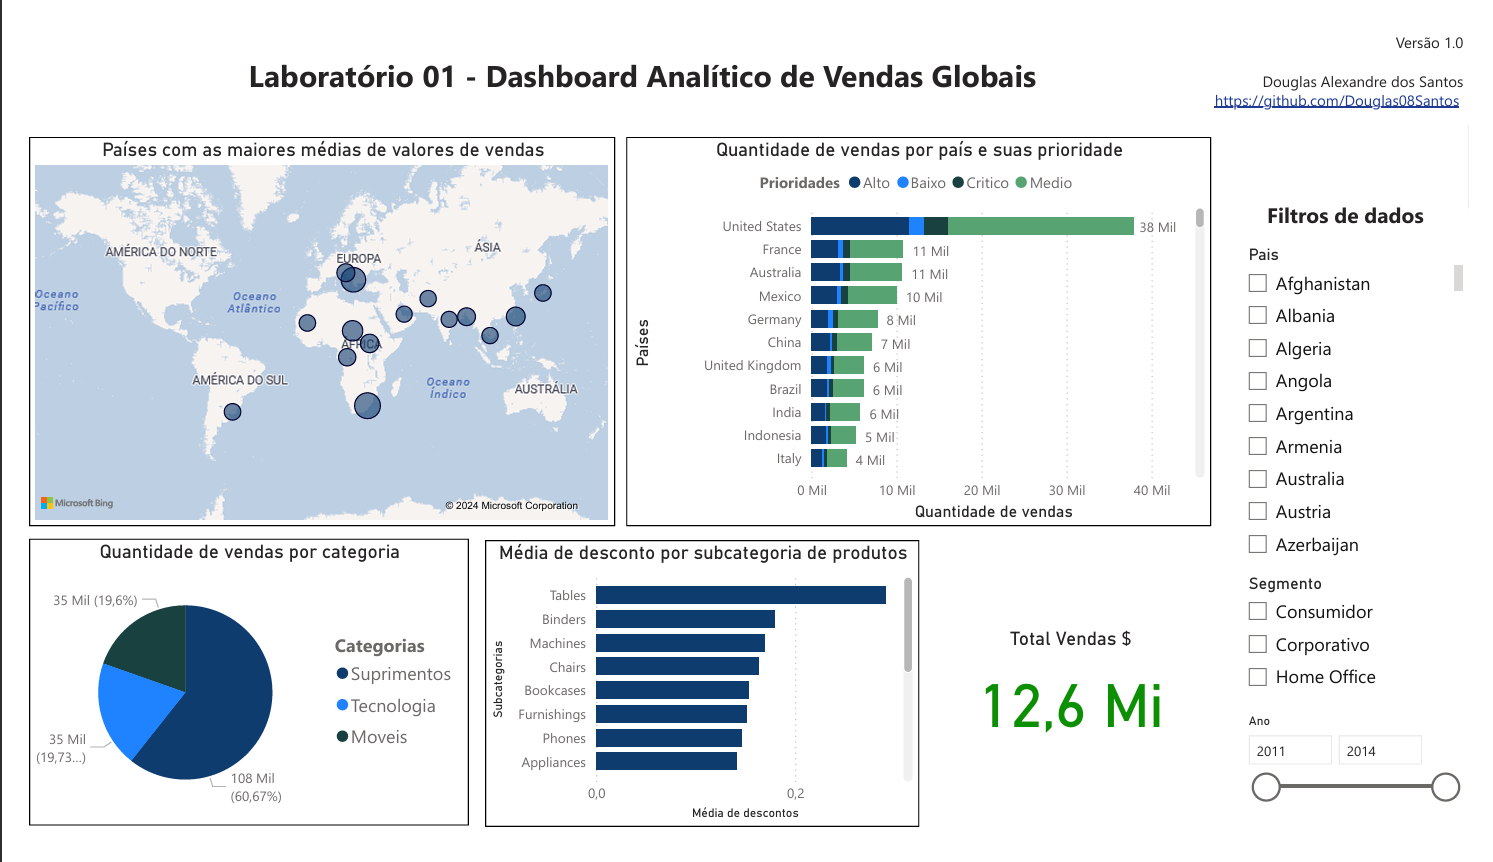 Versão 1.0
Laboratório 01 - Dashboard Analítico de Vendas Globais
Douglas Alexandre dos Santos
https://github.com/Douglas08Santos
Países com as maiores médias de valores de vendas
AMÉRICA DO NORTE
EUROPA
ÁSIA
Oceano
Pacífico
Oceano
Atlântico
ÁFRICA
AMÉRICA DO SUL
Oceano
Índico
AUSTRÁLIA
Microsoft Bing
© 2024 Microsoft Corporation
Quantidade de vendas por país e suas prioridade
Prioridades Alto Baixo Critico Medio
Países
United States 38 Mil
France 11 Mil
Australia 11 Mil
Mexico 10 Mil
Germany 8 Mil
China 7 Mil
United Kingdom 6 Mil
Brazil 6 Mil
India 6 Mil
Indonesia 5 Mil
Italy 4 Mil
0 Mil 10 Mil 20 Mil 30 Mil 40 Mil
Quantidade de vendas
Filtros de dados
Pais
Afghanistan
Albania
Algeria
Angola
Argentina
Armenia
Australia
Austria
Azerbaijan
Segmento
Consumidor
Corporativo
Home Office
Ano
2011 2014
Quantidade de vendas por categoria
35 Mil (19,6%)
35 Mil
(19,73...)
108 Mil
(60,67%)
Categorias
Suprimentos
Tecnologia
Moveis
Média de desconto por subcategoria de produtos
Subcategorias
Tables
Binders
Machines
Chairs
Bookcases
Furnishings
Phones
Appliances
0,0 0,2
Média de descontos
Total Vendas $
12,6 Mi